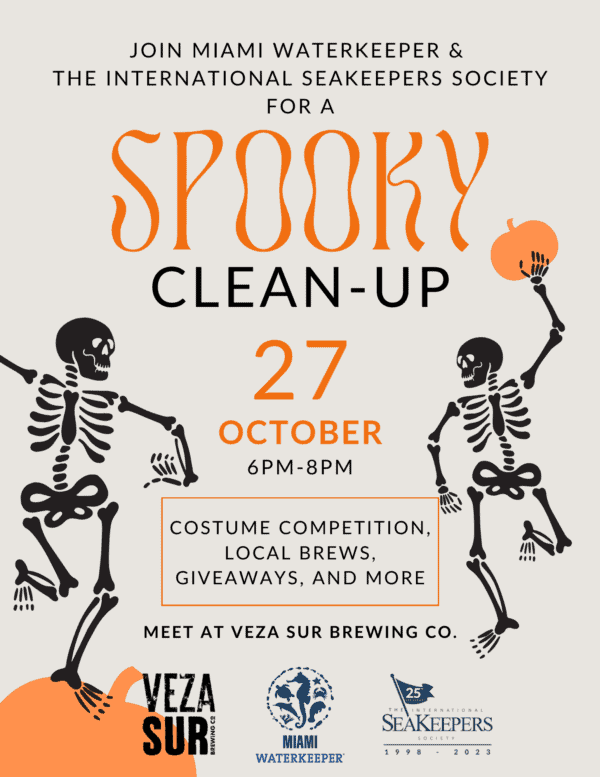 JOIN MIAMI WATERKEEPER &
THE INTERNATIONAL SEAKEEPERS SOCIETY
FOR A
SPOOKY
CLEAN-UP
27
OCTOBER
6PM-8PM
COSTUME COMPETITION,
LOCAL BREWS,
GIVEAWAYS, AND MORE
MEET AT VEZA SUR BREWING CO.
VEZA
SUR
BREWING CO
MIAMI
WATERKEEPER
25
THE INTERNATIONAL
SEAKEEPERS
SOCIETY
1998 - 2023